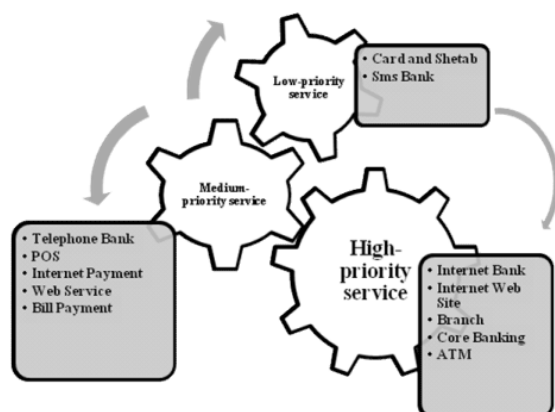 Low-priority
service
• Card and Shetab
• Sms Bank
Medium-
priority service
• Telephone Bank
• POS
• Internet Payment
• Web Service
• Bill Payment
High-
priority
service
• Internet Bank
• Internet Web
Site
• Branch
• Core Banking
• ATM